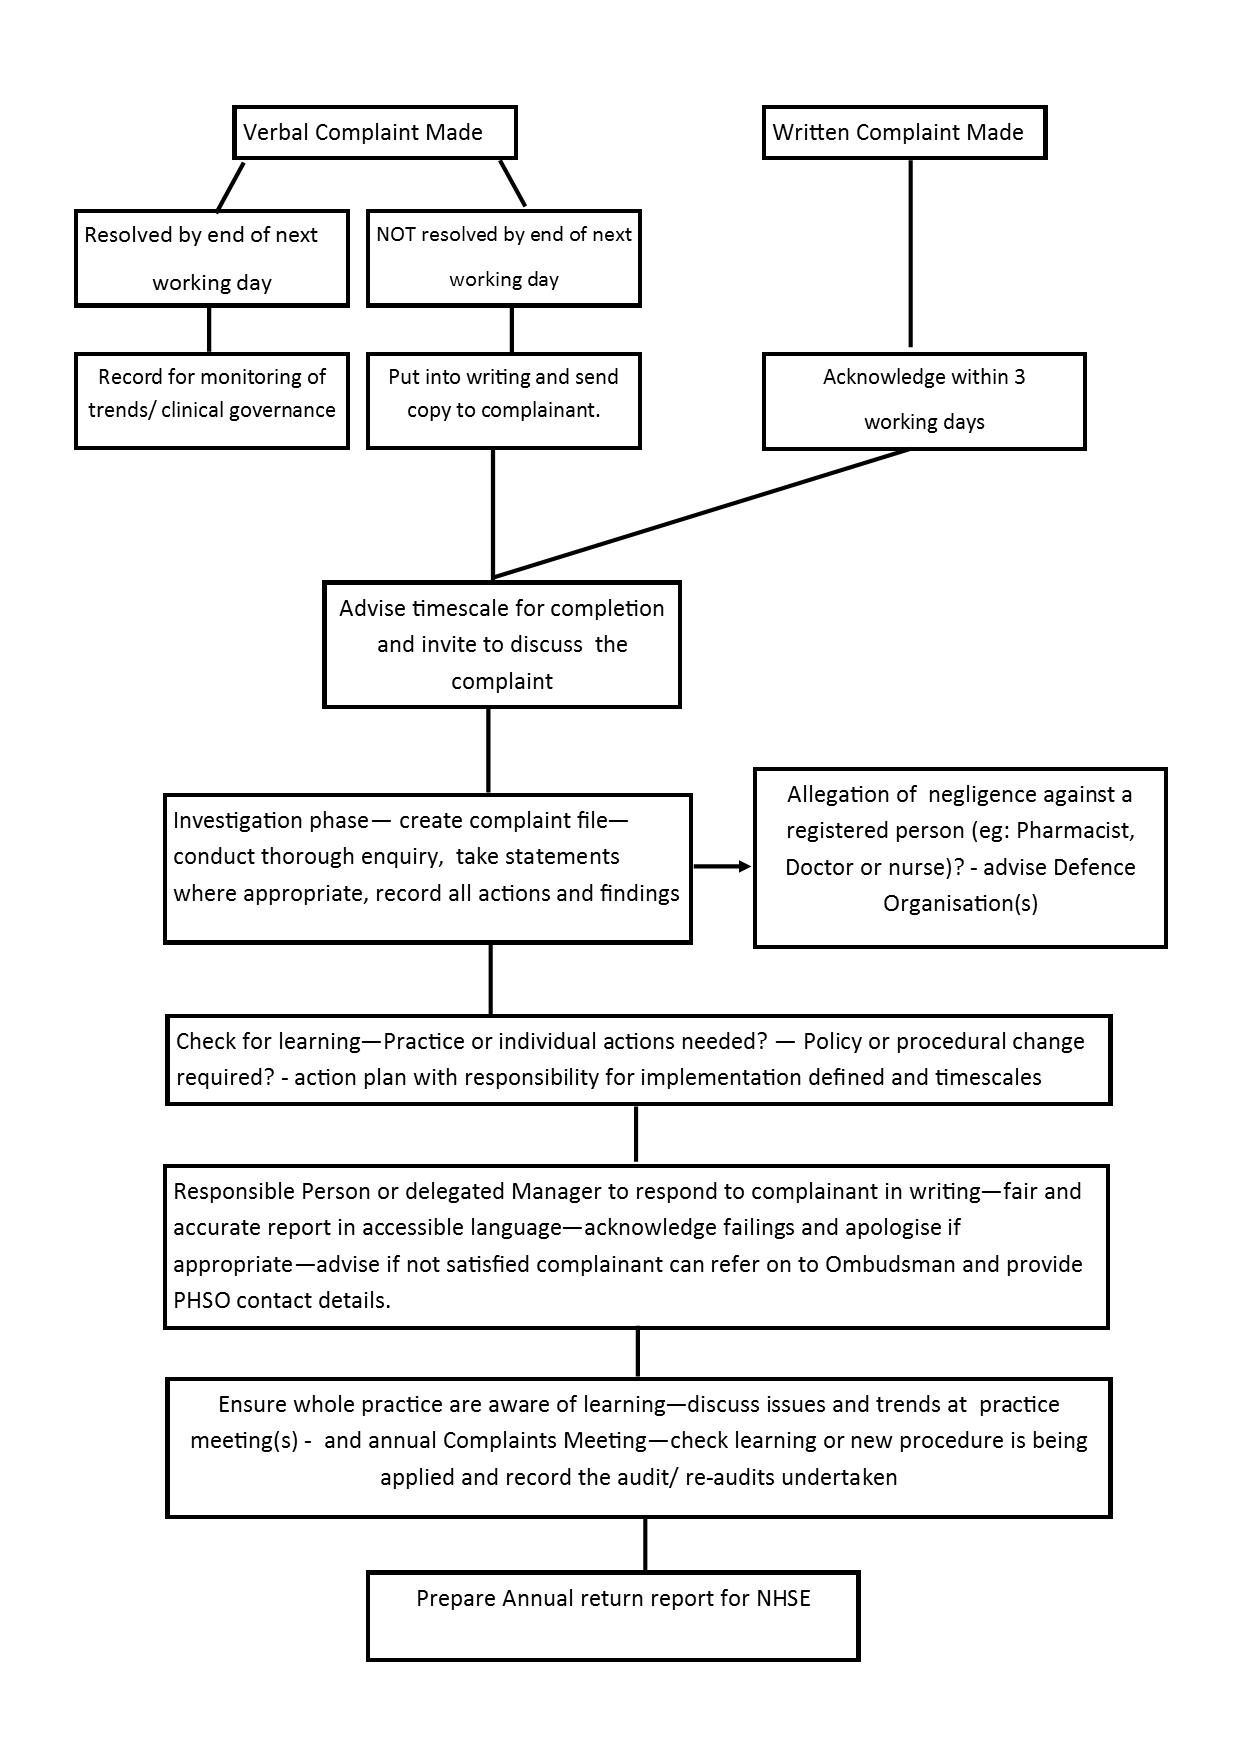 Verbal Complaint Made
Written Complaint Made
Resolved by end of next
working day
NOT resolved by end of next
working day
Record for monitoring of
trends/ clinical governance
Put into writing and send
copy to complainant.
Acknowledge within 3
working days
Advise timescale for completion
and invite to discuss  the
complaint
Investigation phase— create complaint file—
conduct thorough enquiry,  take statements
where appropriate, record all actions and findings
Allegation of  negligence against a
registered person (eg: Pharmacist,
Doctor or nurse)? - advise Defence
Organisation(s)
Check for learning—Practice or individual actions needed? — Policy or procedural change
required? - action plan with responsibility for implementation defined and timescales
Responsible Person or delegated Manager to respond to complainant in writing—fair and
accurate report in accessible language—acknowledge failings and apologise if
appropriate—advise if not satisfied complainant can refer on to Ombudsman and provide
PHSO contact details.
Ensure whole practice are aware of learning—discuss issues and trends at  practice
meeting(s) -  and annual Complaints Meeting—check learning or new procedure is being
applied and record the audit/ re-audits undertaken
Prepare Annual return report for NHSE